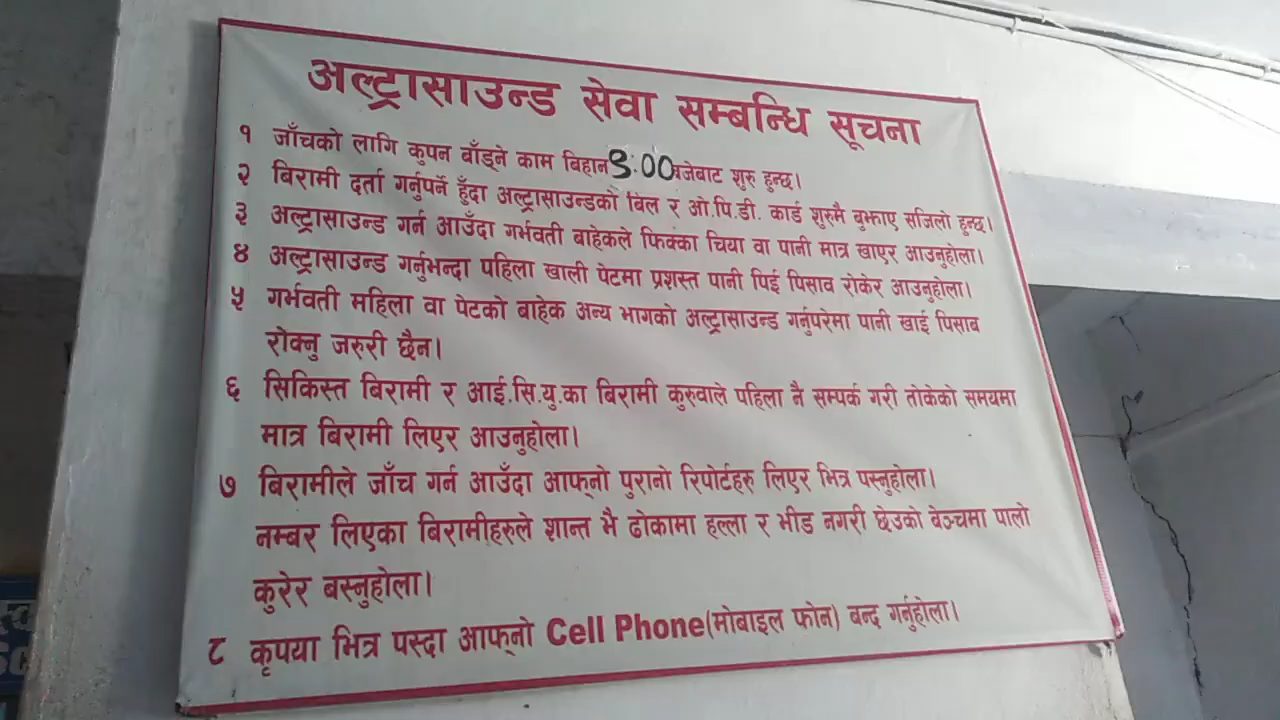 अल्ट्रासाउन्ड सेवा सम्बन्धि सूचना
१ जाँचको लागि कुपन बाँड्ने काम बिहान 9:00 बजेबाट शुरु हुन्छ।
२ बिरामी दर्ता गर्नुपर्ने हुँदा अल्ट्रासाउन्डको बिल र ओ.पि.डी. कार्ड शुरुमै बुझाए सजिलो हुन्छ।
३ अल्ट्रासाउन्ड गर्न आउँदा गर्भवती बाहेकले फिक्का चिया वा पानी मात्र खाएर आउनुहोला।
४ अल्ट्रासाउन्ड गर्नुभन्दा पहिला खाली पेटमा प्रशस्त पानी पिई पिसाव रोकेर आउनुहोला।
५ गर्भवती महिला वा पेटको बाहेक अन्य भागको अल्ट्रासाउन्ड गर्नुपरेमा पानी खाई पिसाब
रोक्नु जरुरी छैन।
६ सिकिस्त बिरामी र आई.सि.यु.का बिरामी कुरुवाले पहिला नै सम्पर्क गरी तोकेको समयमा
मात्र बिरामी लिएर आउनुहोला।
७ बिरामीले जाँच गर्न आउँदा आफ्नो पुरानो रिपोर्टहरु लिएर भित्र पस्नुहोला।
नम्बर लिएका बिरामीहरुले शान्त भै ढोकामा हल्ला र भीड नगरी छेउको बेञ्चमा पालो
कुरेर बस्नुहोला।
८ कृपया भित्र पस्दा आफ्नो Cell Phone(मोबाइल फोन) बन्द गर्नुहोला।